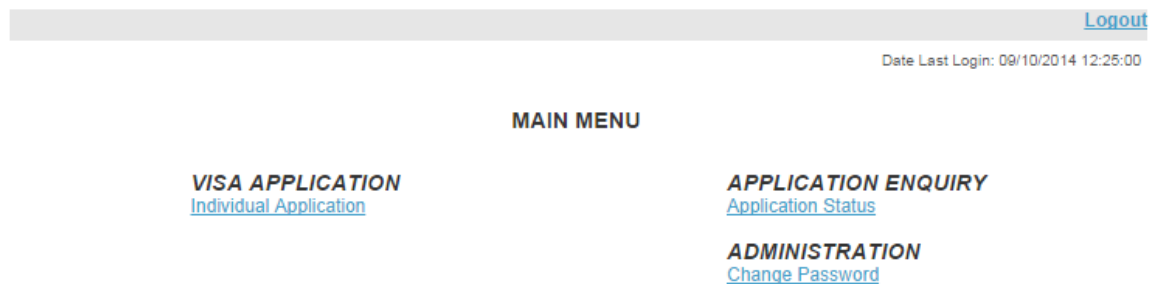 Logout
Date Last Login: 09/10/2014 12:25:00
MAIN MENU
VISA APPLICATION
Individual Application
APPLICATION ENQUIRY
Application Status
ADMINISTRATION
Change Password